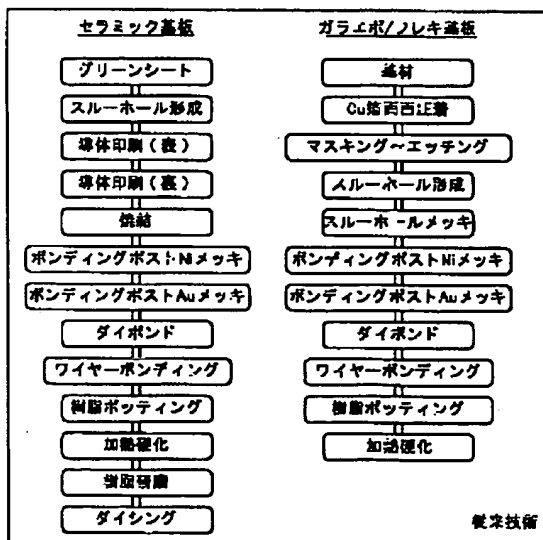 セラミック基板
グリーンシート
スルーホール形成
導体印刷(表)
導体印刷(裏)
焼結
ボンディングポストNiメッキ
ボンディングポストAuメッキ
ダイボンド
ワイヤーボンディング
樹脂ポッティング
加熱硬化
樹脂研磨
ダイシング
ガラエポ/フレキ基板
基材
Cu箔両面圧着
マスキング~エッチング
スルーホール形成
スルーホールメッキ
ボンディングポストNiメッキ
ボンディングポストAuメッキ
ダイボンド
ワイヤーボンディング
樹脂ポッティング
加熱硬化
従来技術